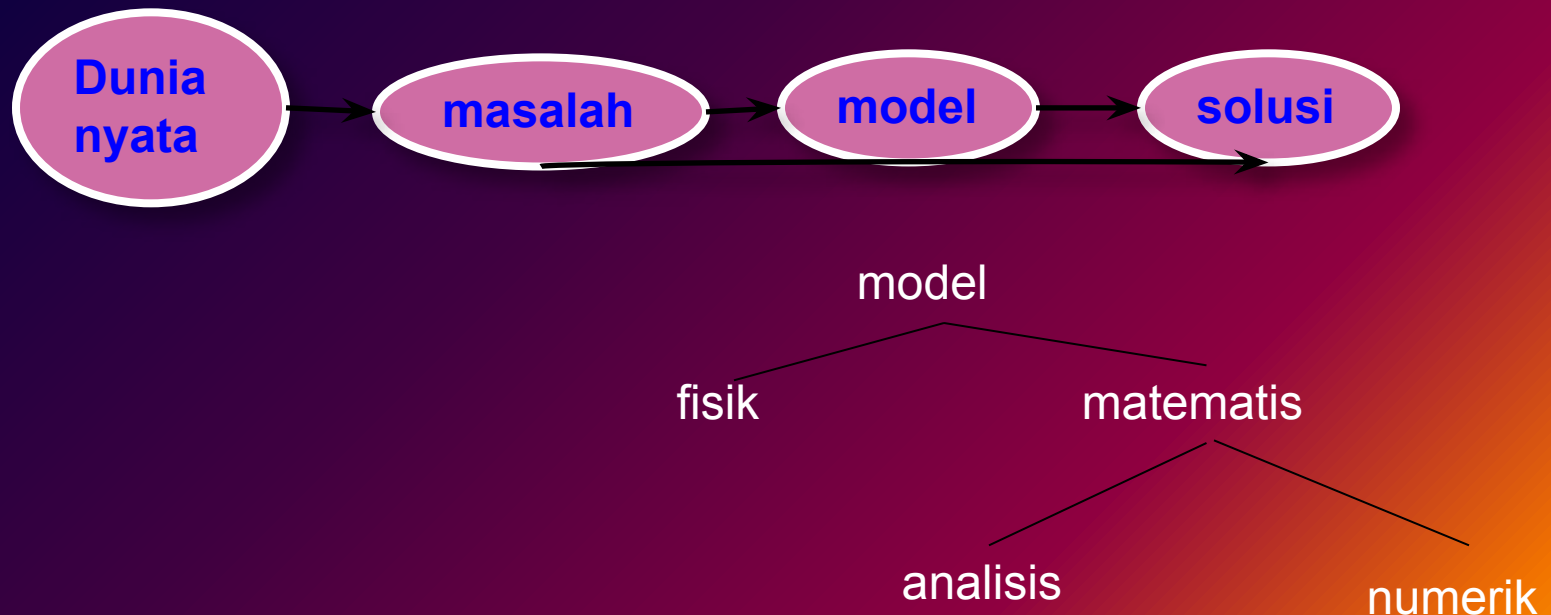 Dunia
nyata
masalah
model
solusi
model
fisik
matematis
analisis
numerik